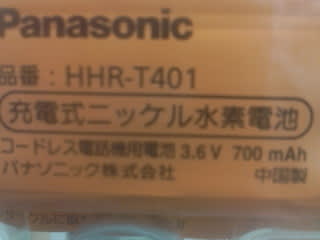 Panasonic
品番：HHR-T401
充電式ニッケル水素電池
コードレス電話機用電池 3.6 V 700 mAh
パナソニック株式会社 中国製